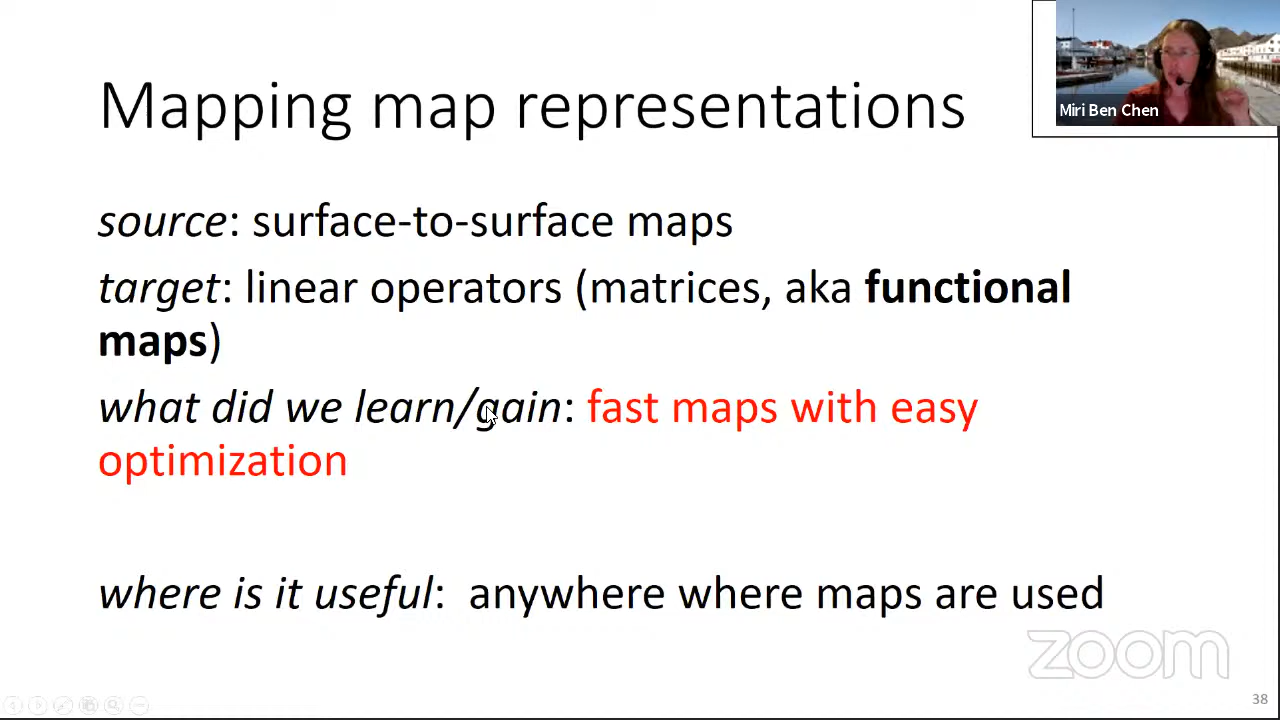 Mapping map representations
Miri Ben Chen
source: surface-to-surface maps
target: linear operators (matrices, aka functional
maps)
what did we learn/gain: fast maps with easy
optimization
where is it useful: anywhere where maps are used
zoom
38